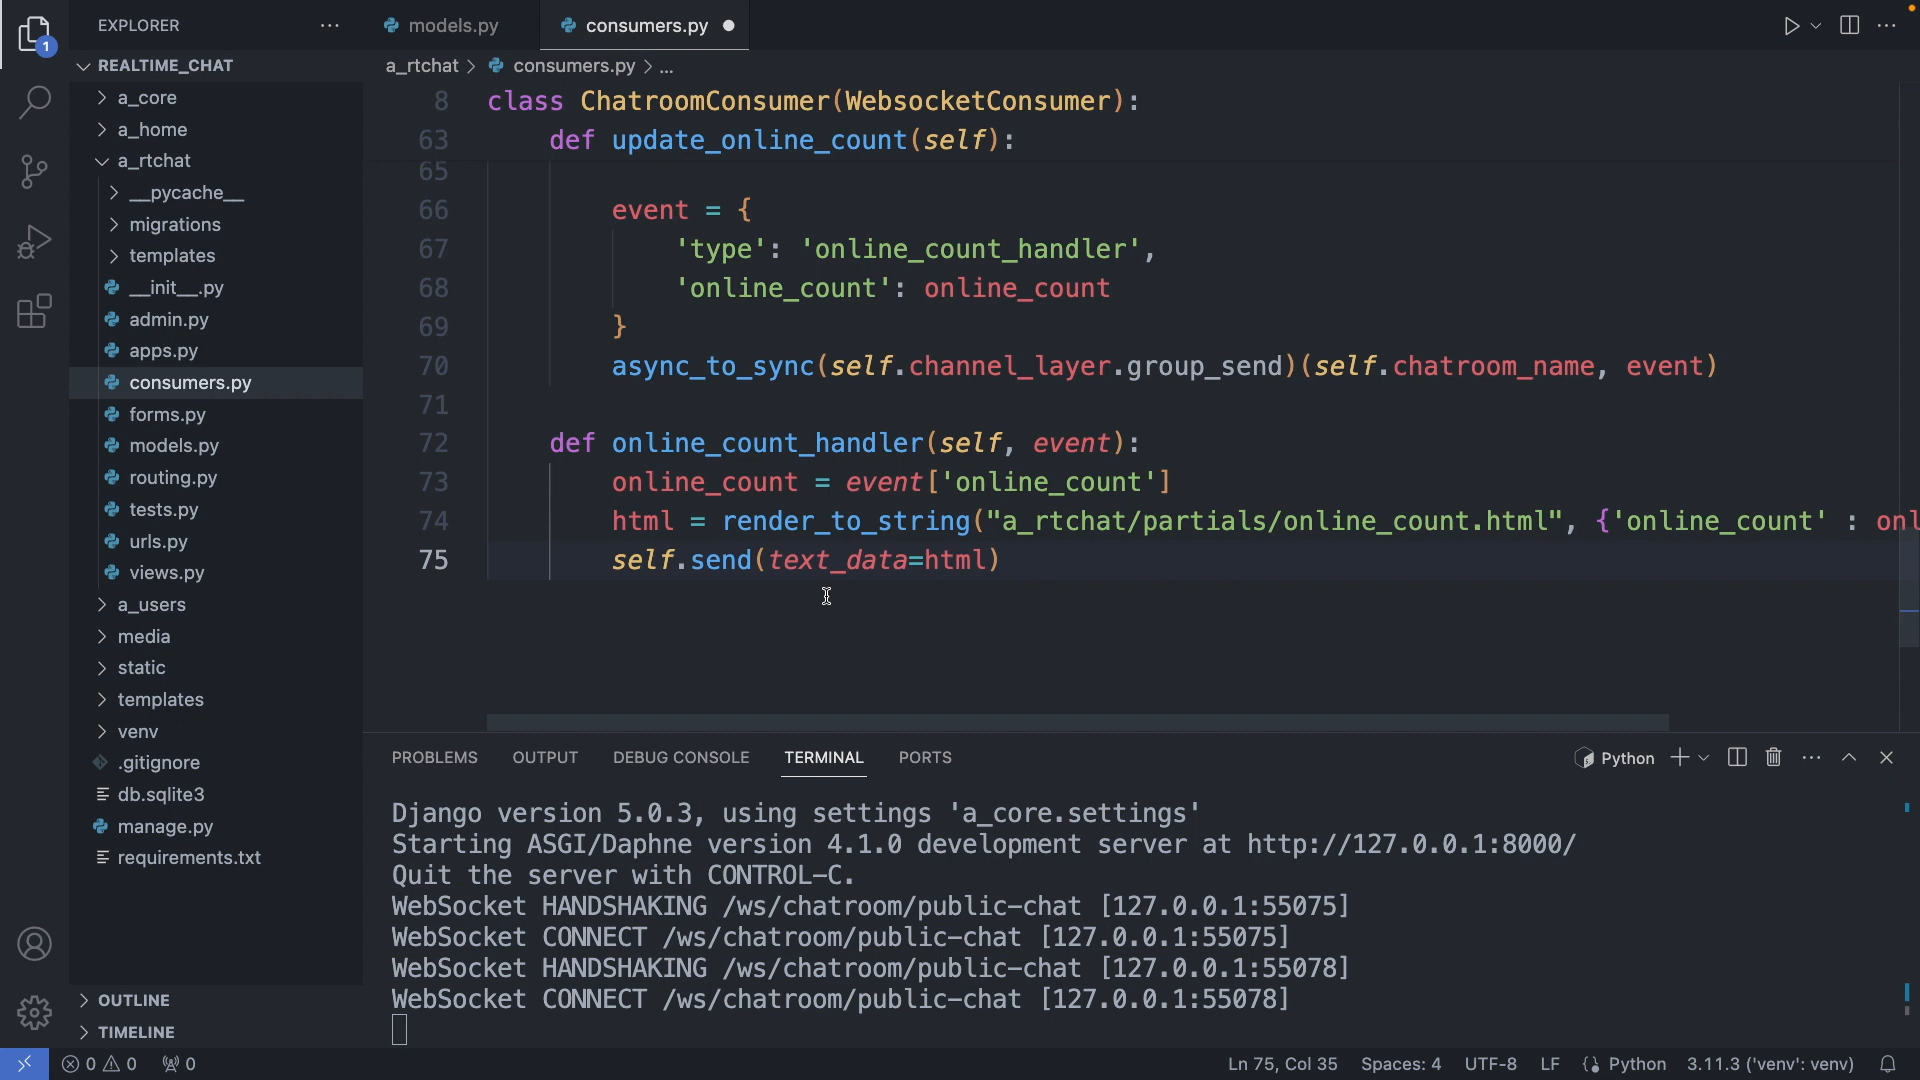 EXPLORER
models.py
consumers.py
1
REALTIME_CHAT
a_rtchat > consumers.py > ...
a_core
a_home
a_rtchat
__pycache__
migrations
templates
__init__.py
admin.py
apps.py
consumers.py
forms.py
models.py
routing.py
tests.py
urls.py
views.py
a_users
media
static
templates
venv
.gitignore
db.sqlite3
manage.py
requirements.txt
OUTLINE
TIMELINE
8 class ChatroomConsumer(WebsocketConsumer):
63 def update_online_count(self):
65
66 event = {
67 'type': 'online_count_handler',
68 'online_count': online_count
69 }
70 async_to_sync(self.channel_layer.group_send)(self.chatroom_name, event)
71
72 def online_count_handler(self, event):
73 online_count = event['online_count']
74 html = render_to_string("a_rtchat/partials/online_count.html", {'online_count' : onl
75 self.send(text_data=html)
PROBLEMS OUTPUT DEBUG CONSOLE TERMINAL PORTS
Python
Django version 5.0.3, using settings 'a_core.settings'
Starting ASGI/Daphne version 4.1.0 development server at http://127.0.0.1:8000/
Quit the server with CONTROL-C.
WebSocket HANDSHAKING /ws/chatroom/public-chat [127.0.0.1:55075]
WebSocket CONNECT /ws/chatroom/public-chat [127.0.0.1:55075]
WebSocket HANDSHAKING /ws/chatroom/public-chat [127.0.0.1:55078]
WebSocket CONNECT /ws/chatroom/public-chat [127.0.0.1:55078]
0 0 0
Ln 75, Col 35 Spaces: 4 UTF-8 LF Python 3.11.3 ('venv': venv)